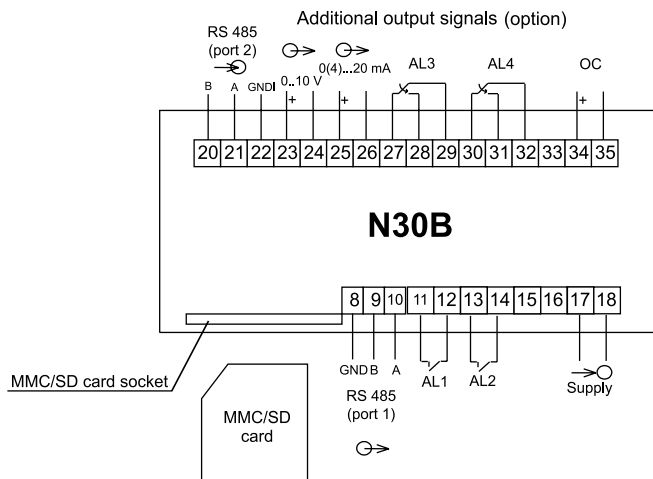 Additional output signals (option)
RS 485
(port 2)
0(4)...20 mA
AL3
AL4
OC
0..10 V
B A GND
+ + +
20 21 22 23 24 25 26 27 28 29 30 31 32 33 34 35
N30B
8 9 10 11 12 13 14 15 16 17 18
GND B A
AL1
AL2
Supply
RS 485
(port 1)
MMC/SD card socket
MMC/SD
card